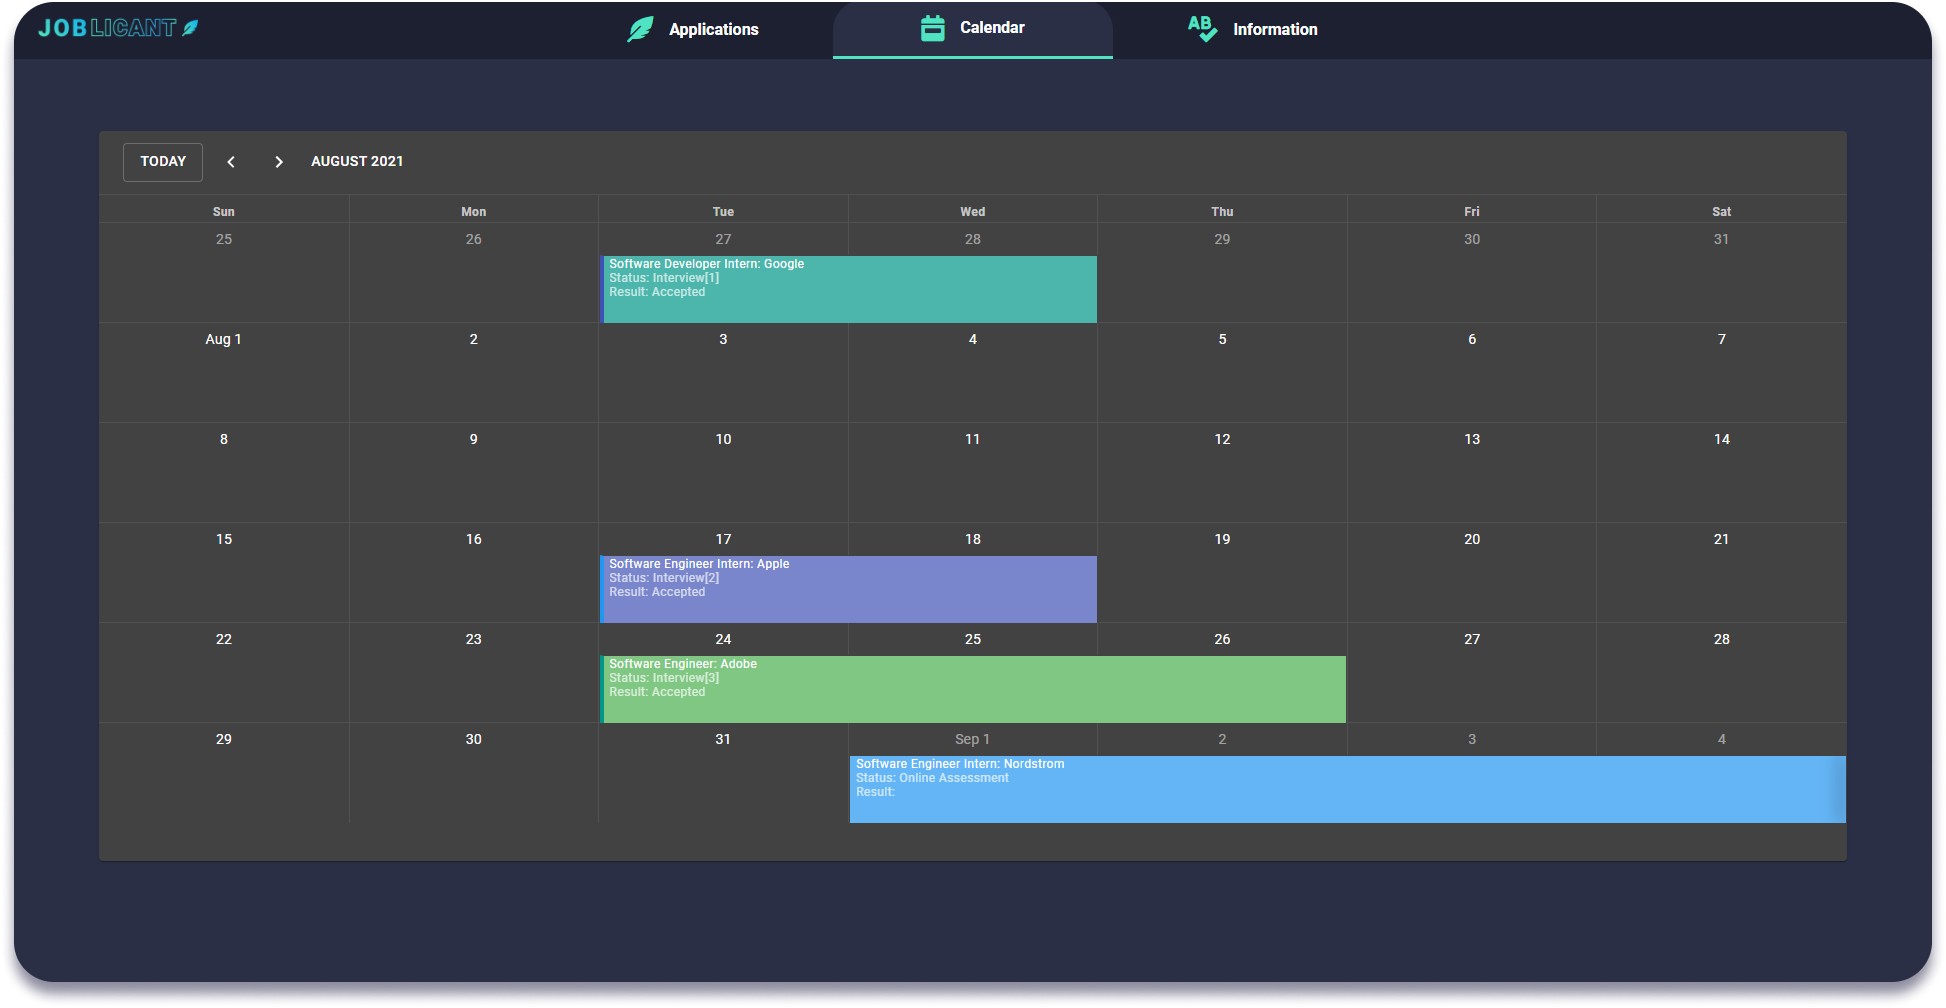 JOBLICANT
Applications
Calendar
AB
Information
TODAY
AUGUST 2021
Sun Mon Tue Wed Thu Fri Sat
25 26 27 28 29 30 31
Software Developer Intern: Google
Status: Interview[1]
Result: Accepted
Aug 1 2 3 4 5 6 7
8 9 10 11 12 13 14
15 16 17 18 19 20 21
Software Engineer Intern: Apple
Status: Interview[2]
Result: Accepted
22 23 24 25 26 27 28
Software Engineer: Adobe
Status: Interview[3]
Result: Accepted
29 30 31 Sep 1 2 3 4
Software Engineer Intern: Nordstrom
Status: Online Assessment
Result: